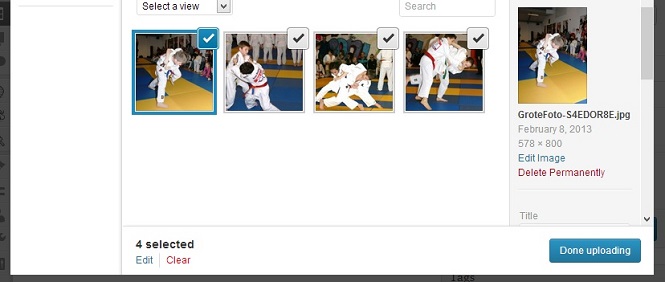 Select a view
Search
GroteFoto-S4EDOR8E.jpg
February 8, 2013
578 × 800
Edit Image
Delete Permanently
Title
4 selected
Edit
Clear
Done uploading
Tags